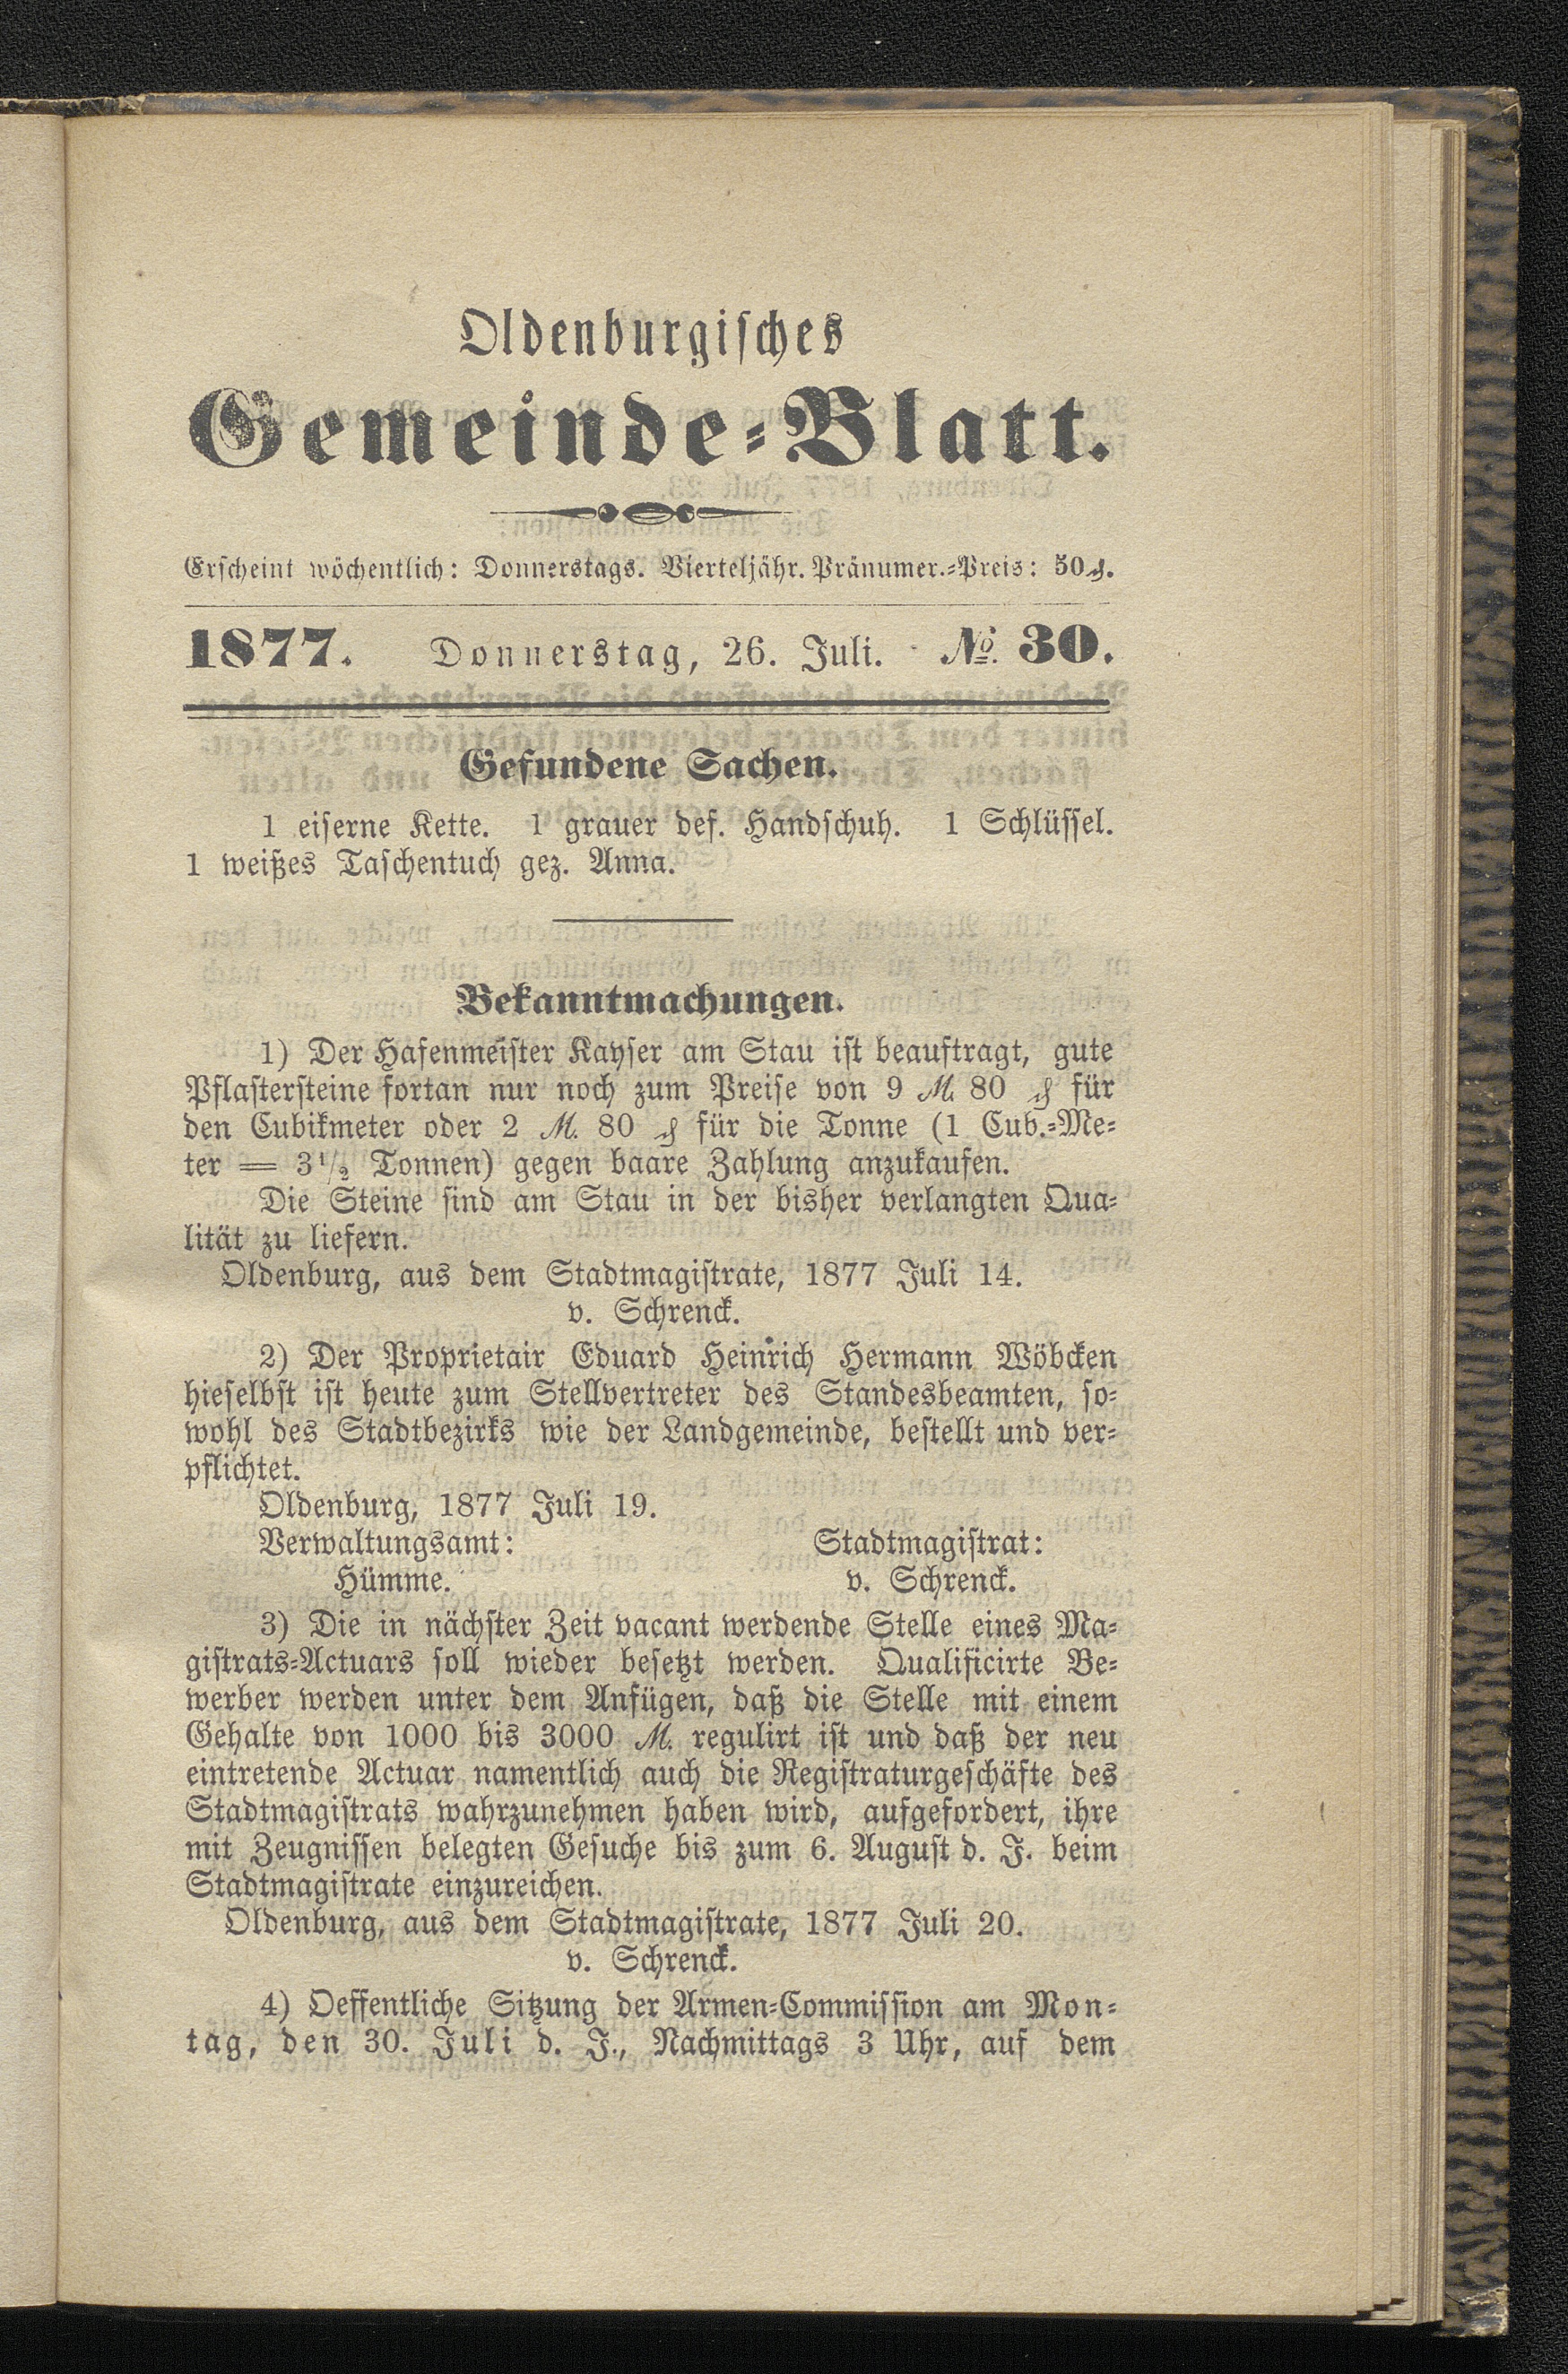 Oldenburgisches
Gemeinde-Blatt.
Erscheint wöchentlich: Donnerstags. Vierteljähr. Pränumer.-Preis: 50 ₰.
1877. Donnerstag, 26. Juli. No. 30.
Gefundene Sachen.
1 eiserne Kette. 1 grauer def. Handschuh. 1 Schlüssel.
1 weißes Taschentuch gez. Anna.
Bekanntmachungen.
1) Der Hafenmeister Kayser am Stau ist beauftragt, gute
Pflastersteine fortan nur noch zum Preise von 9 M. 80 ₰ für
den Cubikmeter oder 2 M. 80 ₰ für die Tonne (1 Cub.-Me-
ter = 3 1/2 Tonnen) gegen baare Zahlung anzukaufen.
Die Steine sind am Stau in der bisher verlangten Qua-
lität zu liefern.
Oldenburg, aus dem Stadtmagistrate, 1877 Juli 14.
v. Schrenck.
2) Der Proprietair Eduard Heinrich Hermann Wöbcken
hieselbst ist heute zum Stellvertreter des Standesbeamten, so-
wohl des Stadtbezirks wie der Landgemeinde, bestellt und ver-
pflichtet.
Oldenburg, 1877 Juli 19.
Verwaltungsamt: Stadtmagistrat:
Hümme. v. Schrenck.
3) Die in nächster Zeit vacant werdende Stelle eines Ma-
gistrats-Actuars soll wieder besetzt werden. Qualificirte Be-
werber werden unter dem Anfügen, daß die Stelle mit einem
Gehalte von 1000 bis 3000 M. regulirt ist und daß der neu
eintretende Actuar namentlich auch die Registraturgeschäfte des
Stadtmagistrats wahrzunehmen haben wird, aufgefordert, ihre
mit Zeugnissen belegten Gesuche bis zum 6. August d. J. beim
Stadtmagistrate einzureichen.
Oldenburg, aus dem Stadtmagistrate, 1877 Juli 20.
v. Schrenck.
4) Oeffentliche Sitzung der Armen-Commission am Mon-
tag, den 30. Juli d. J., Nachmittags 3 Uhr, auf dem